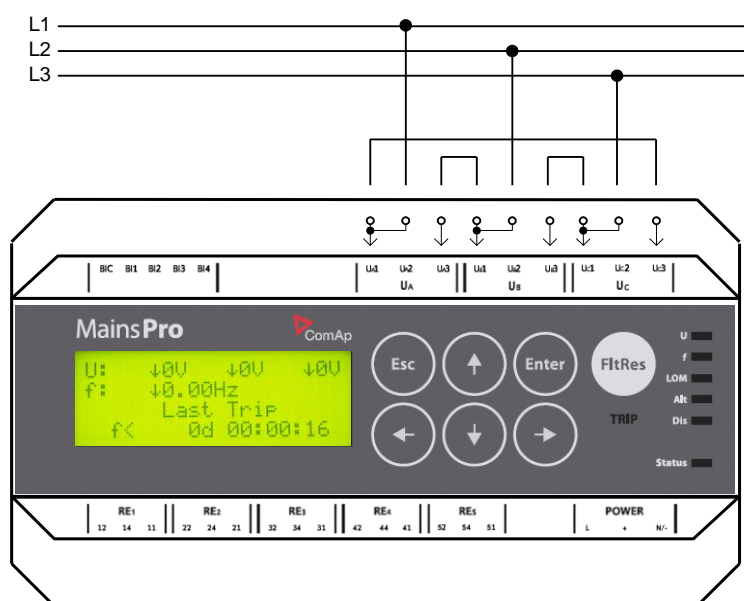 L1
L2
L3
BIC BI1 BI2 BI3 BI4
UA1 UA2 UA3 UB1 UB2 UB3 UC1 UC2 UC3
UA UB UC
MainsPro
ComAp
U: ↓0V ↓0V ↓0V
f: ↓0.00Hz
Last Trip
f< 0d 00:00:16
Esc ↑ Enter FltRes
← ↓ →
TRIP
U
f
LOM
Alt
Dis
Status
RE1 RE2 RE3 RE4 RE5 POWER
12 14 11 22 24 21 32 34 31 42 44 41 52 54 51 L + N/-